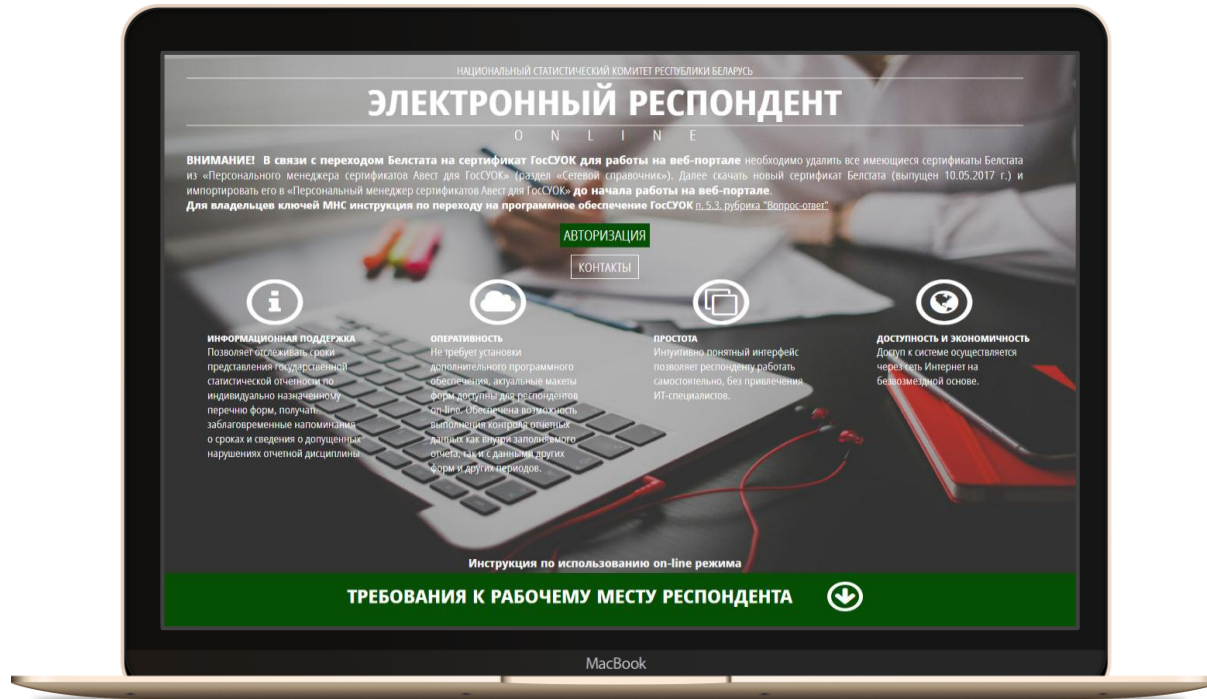 НАЦИОНАЛЬНЫЙ СТАТИСТИЧЕСКИЙ КОМИТЕТ РЕСПУБЛИКИ БЕЛАРУСЬ
ЭЛЕКТРОННЫЙ РЕСПОНДЕНТ
O N L I N E
ВНИМАНИЕ! В связи с переходом Белстата на сертификат ГосСУОК для работы на веб-портале необходимо удалить все имеющиеся сертификаты Белстата
из «Персонального менеджера сертификатов Авест для ГосСУОК» (раздел «Сетевой справочник»). Далее скачать новый сертификат Белстата (выпущен 10.05.2017 г.) и
импортировать его в «Персональный менеджер сертификатов Авест для ГосСУОК» до начала работы на веб-портале.
Для владельцев ключей МНС инструкция по переходу на программное обеспечение ГосСУОК п. 5.3. рубрика "Вопрос-ответ"
АВТОРИЗАЦИЯ
КОНТАКТЫ
ИНФОРМАЦИОННАЯ ПОДДЕРЖКА
Позволяет отслеживать сроки
представления государственной
статистической отчетности по
индивидуально назначенному
перечню форм, получать
заблаговременные напоминания
о сроках и сведения о допущенных
нарушениях отчетной дисциплины
ОПЕРАТИВНОСТЬ
Не требует установки
дополнительного программного
обеспечения, актуальные макеты
форм доступны для респондентов
on-line. Обеспечена возможность
выполнения контроля отчетных
данных как внутри заполняемого
отчета, так и с данными других
форм и других периодов.
ПРОСТОТА
Интуитивно понятный интерфейс
позволяет респонденту работать
самостоятельно, без привлечения
ИТ-специалистов.
ДОСТУПНОСТЬ И ЭКОНОМИЧНОСТЬ
Доступ к системе осуществляется
через сеть Интернет на
безвозмездной основе.
Инструкция по использованию on-line режима
ТРЕБОВАНИЯ К РАБОЧЕМУ МЕСТУ РЕСПОНДЕНТА
MacBook